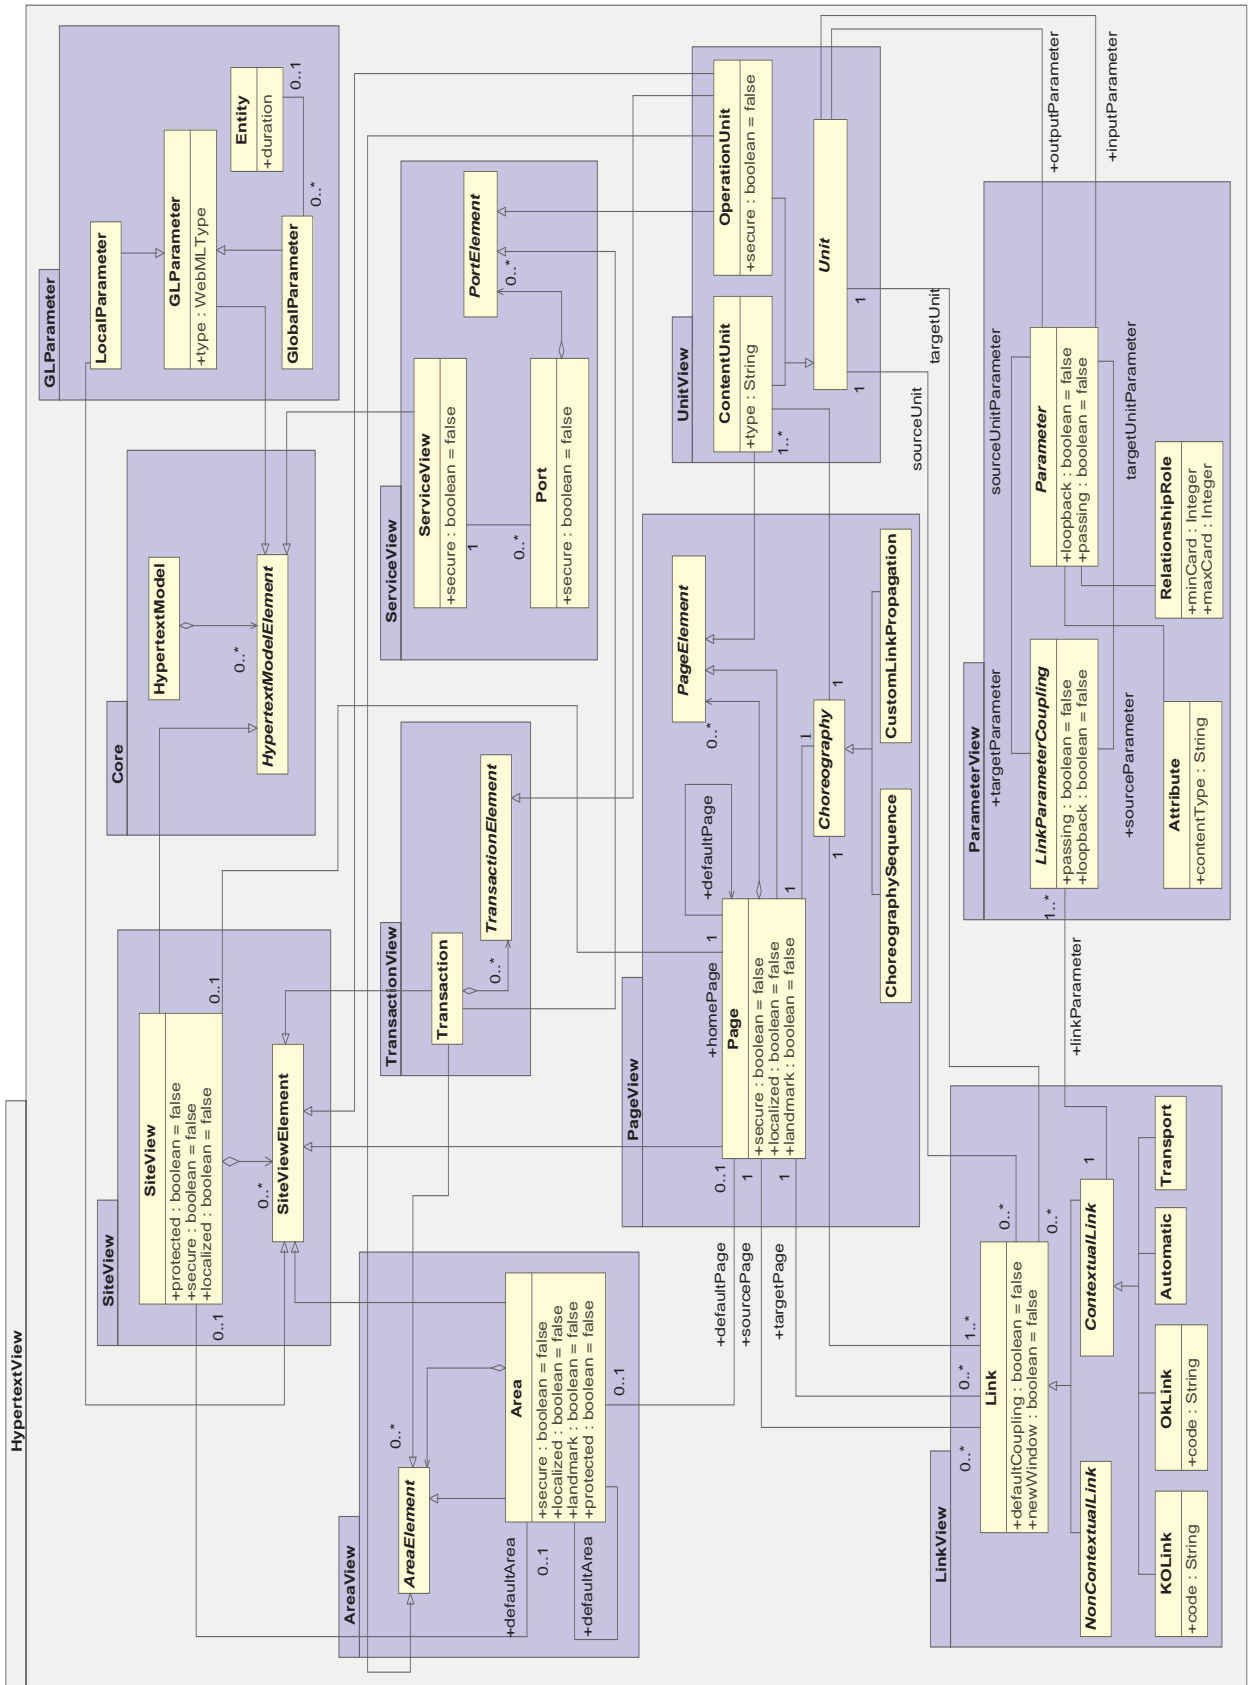 HypertextView
SiteView
SiteView
+protected : boolean = false
+secure : boolean = false
+localized : boolean = false
0..1
0..1
0..*
SiteViewElement
Core
HypertextModel
0..*
HypertextModelElement
GLParameter
LocalParameter
GLParameter
+type : WebMLType
GlobalParameter
0..*
Entity
+duration
0..1
AreaView
AreaElement
0..*
Area
+secure : boolean = false
+localized : boolean = false
+landmark : boolean = false
+protected : boolean = false
+defaultArea
0..1
+defaultArea
0..1
TransactionView
Transaction
0..*
TransactionElement
ServiceView
ServiceView
+secure : boolean = false
1
0..*
Port
+secure : boolean = false
PortElement
0..*
PageView
PageElement
0..*
+homePage
1
+defaultPage
Page
+secure : boolean = false
+localized : boolean = false
+landmark : boolean = false
0..1
1
1
1
1
1
1
Choreography
ChoreographySequence
CustomLinkPropagation
+defaultPage
+sourcePage
+targetPage
UnitView
ContentUnit
+type : String
1..*
OperationUnit
+secure : boolean = false
Unit
1
1
sourceUnit
targetUnit
+outputParameter
+inputParameter
LinkView
Link
+defaultCoupling : boolean = false
+newWindow : boolean = false
0..*
0..*
1..*
0..*
0..*
NonContextualLink
ContextualLink
1
KOLink
+code : String
OkLink
+code : String
Automatic
Transport
+linkParameter
ParameterView
+targetParameter
sourceUnitParameter
1..*
LinkParameterCoupling
+passing : boolean = false
+loopback : boolean = false
Parameter
+loopback : boolean = false
+passing : boolean = false
+sourceParameter
targetUnitParameter
Attribute
+contentType : String
RelationshipRole
+minCard : Integer
+maxCard : Integer